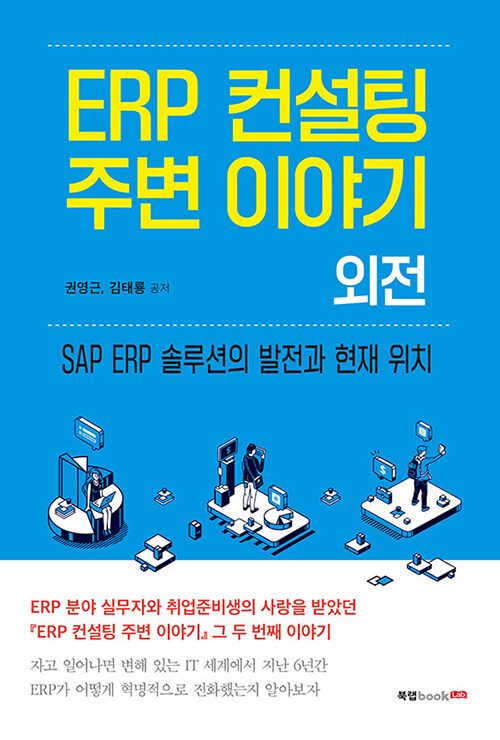 ERP 컨설팅
주변 이야기
외전
권영근, 김태룡 공저
SAP ERP 솔루션의 발전과 현재 위치
ERP 분야 실무자와 취업준비생의 사랑을 받았던
『ERP 컨설팅 주변 이야기』 그 두 번째 이야기
자고 일어나면 변해 있는 IT 세계에서 지난 6년간
ERP가 어떻게 혁명적으로 진화했는지 알아보자
북랩book Lab